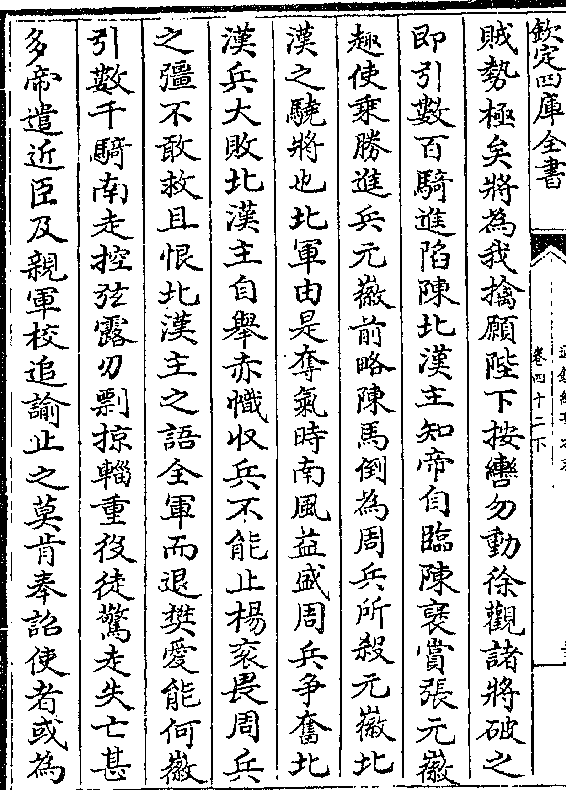 欽定四庫全書
卷四十二下
賊勢極矣將為我擒願陛下按轡勿動徐觀諸將破之
即引數百騎進陷陳北漢主知帝自臨陳褒賞張元徽
趣使乗勝進兵元徽前略陳馬倒為周兵所殺元徽北
漢之驍將也北軍由是奪氣時南風益盛周兵爭奮北
漢兵大敗北漢主自舉赤幟收兵不能止楊衮畏周兵
之彊不敢救且恨北漢主之語全軍而退樊愛能何徽
引數千騎南走控弦露刃剽掠輜重役徒驚走失亡甚
多帝遣近臣及親軍校追諭止之莫肯奉詔使者或為